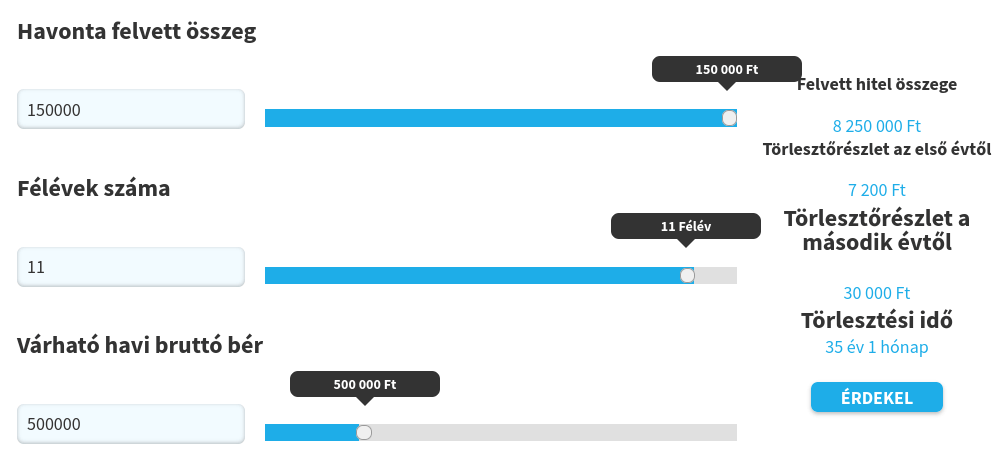 Havonta felvett összeg
150 000 Ft
150000
Félévek száma
11 Félév
11
Várható havi bruttó bér
500 000 Ft
500000
Felvett hitel összege
8 250 000 Ft
Törlesztőrészlet az első évtől
7 200 Ft
Törlesztőrészlet a
második évtől
30 000 Ft
Törlesztési idő
35 év 1 hónap
ÉRDEKEL